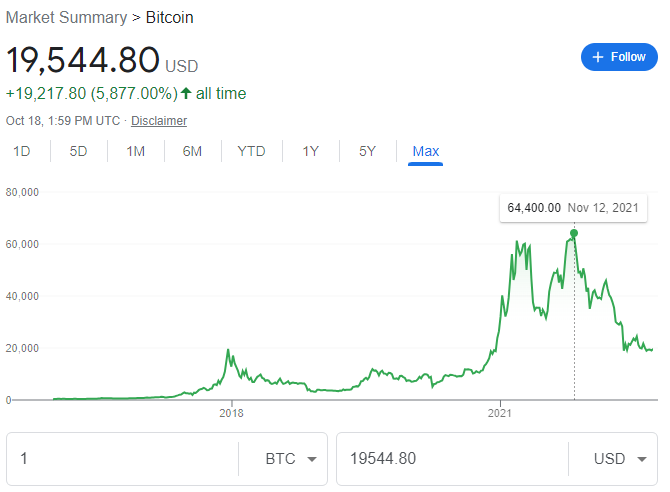 Market Summary > Bitcoin
19,544.80 USD
+ Follow
+19,217.80 (5,877.00%) ↑ all time
Oct 18, 1:59 PM UTC · Disclaimer
1D 5D 1M 6M YTD 1Y 5Y Max
80,000
64,400.00 Nov 12, 2021
60,000
40,000
20,000
0
2018 2021
1 BTC 19544.80 USD